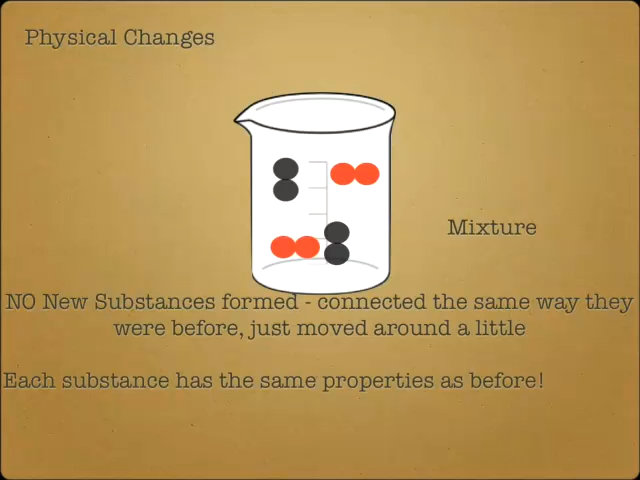 Physical Changes
Mixture
NO New Substances formed - connected the same way they
were before, just moved around a little
Each substance has the same properties as before!